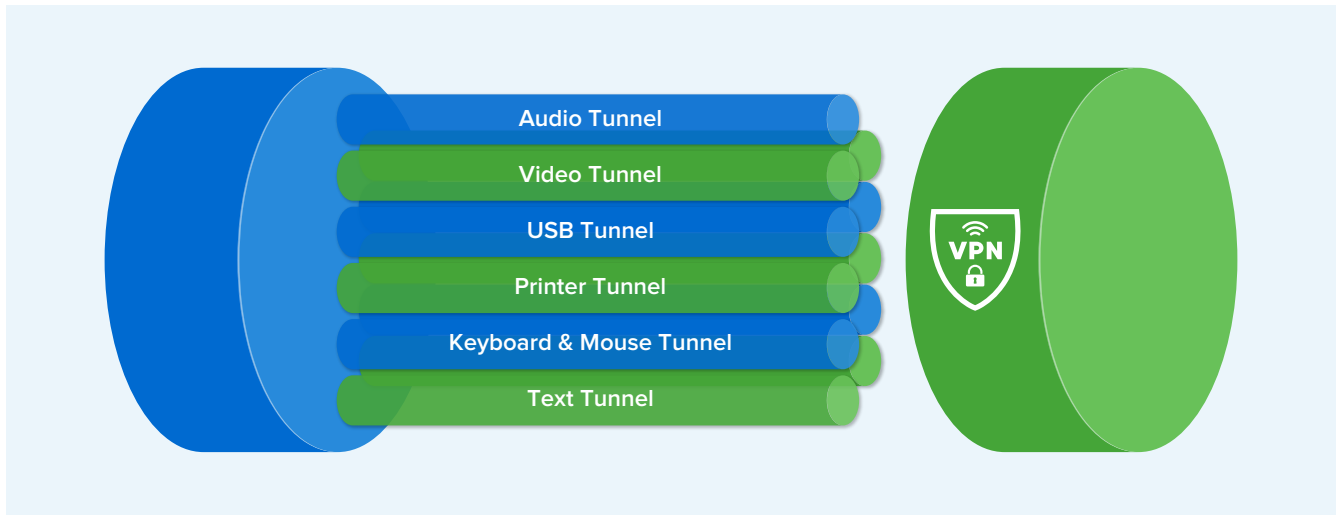 Audio Tunnel
Video Tunnel
USB Tunnel
Printer Tunnel
Keyboard & Mouse Tunnel
Text Tunnel
VPN